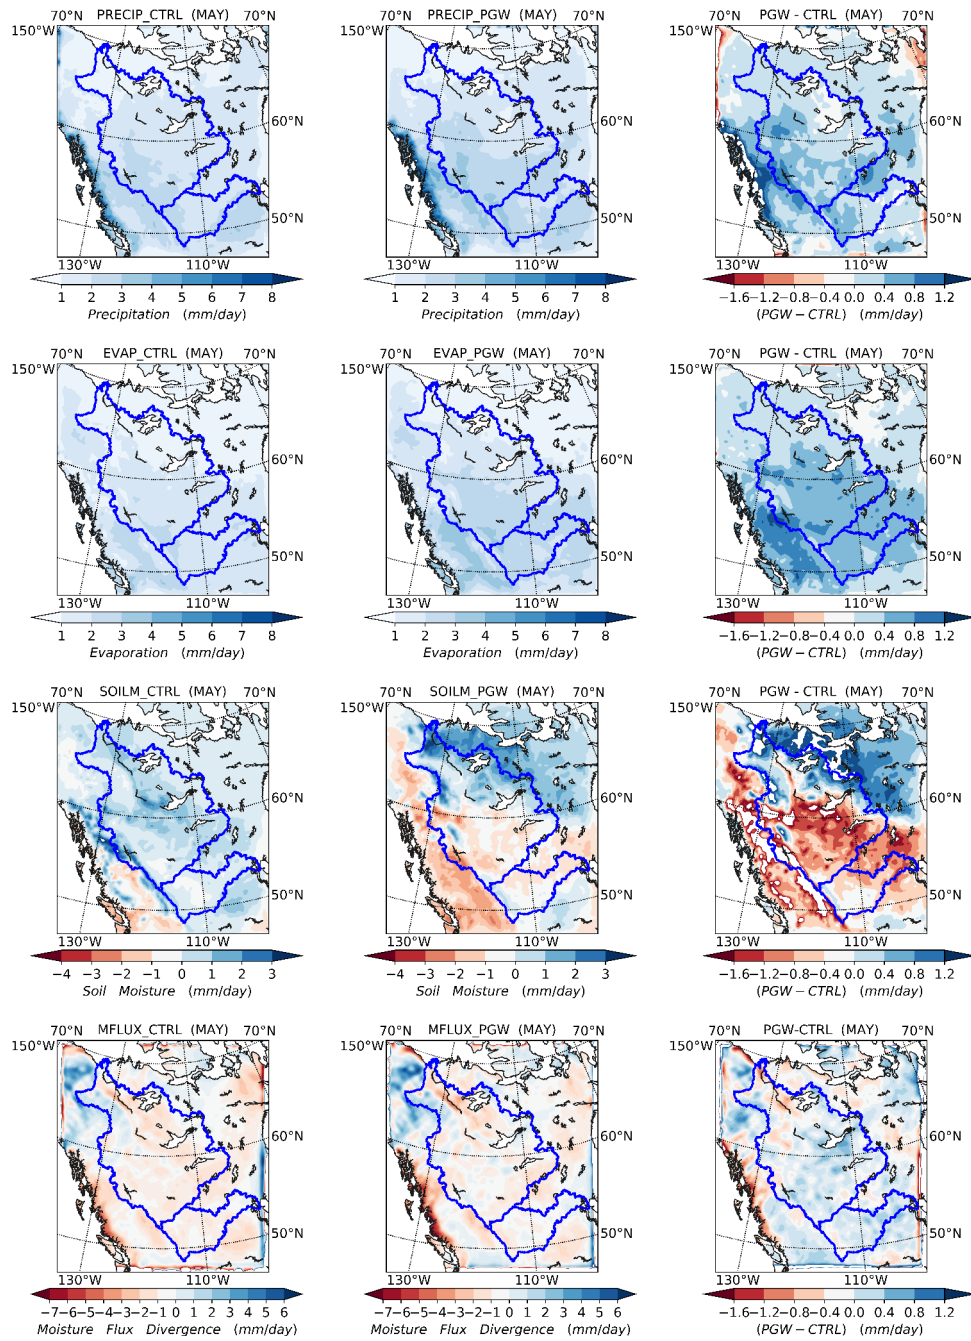 PRECIP_CTRL (MAY) PRECIP_PGW (MAY) PGW - CTRL (MAY)
70°N 70°N 70°N 70°N 70°N 70°N
150°W 150°W 150°W
60°N 60°N 60°N
50°N 50°N 50°N
130°W 110°W 130°W 110°W 130°W 110°W
1 2 3 4 5 6 7 8 1 2 3 4 5 6 7 8 −1.6−1.2−0.8−0.4 0.0 0.4 0.8 1.2
Precipitation (mm/day) Precipitation (mm/day) (PGW−CTRL) (mm/day)
EVAP_CTRL (MAY) EVAP_PGW (MAY) PGW - CTRL (MAY)
70°N 70°N 70°N 70°N 70°N 70°N
150°W 150°W 150°W
60°N 60°N 60°N
50°N 50°N 50°N
130°W 110°W 130°W 110°W 130°W 110°W
1 2 3 4 5 6 7 8 1 2 3 4 5 6 7 8 −1.6−1.2−0.8−0.4 0.0 0.4 0.8 1.2
Evaporation (mm/day) Evaporation (mm/day) (PGW−CTRL) (mm/day)
SOILM_CTRL (MAY) SOILM_PGW (MAY) PGW - CTRL (MAY)
70°N 70°N 70°N 70°N 70°N 70°N
150°W 150°W 150°W
60°N 60°N 60°N
50°N 50°N 50°N
130°W 110°W 130°W 110°W 130°W 110°W
−4 −3 −2 −1 0 1 2 3 −4 −3 −2 −1 0 1 2 3 −1.6−1.2−0.8−0.4 0.0 0.4 0.8 1.2
Soil Moisture (mm/day) Soil Moisture (mm/day) (PGW−CTRL) (mm/day)
MFLUX_CTRL (MAY) MFLUX_PGW (MAY) PGW-CTRL (MAY)
70°N 70°N 70°N 70°N 70°N 70°N
150°W 150°W 150°W
60°N 60°N 60°N
50°N 50°N 50°N
130°W 110°W 130°W 110°W 130°W 110°W
−7−6−5−4−3−2−1 0 1 2 3 4 5 6 −7−6−5−4−3−2−1 0 1 2 3 4 5 6 −1.6−1.2−0.8−0.4 0.0 0.4 0.8 1.2
Moisture Flux Divergence (mm/day) Moisture Flux Divergence (mm/day) (PGW−CTRL) (mm/day)